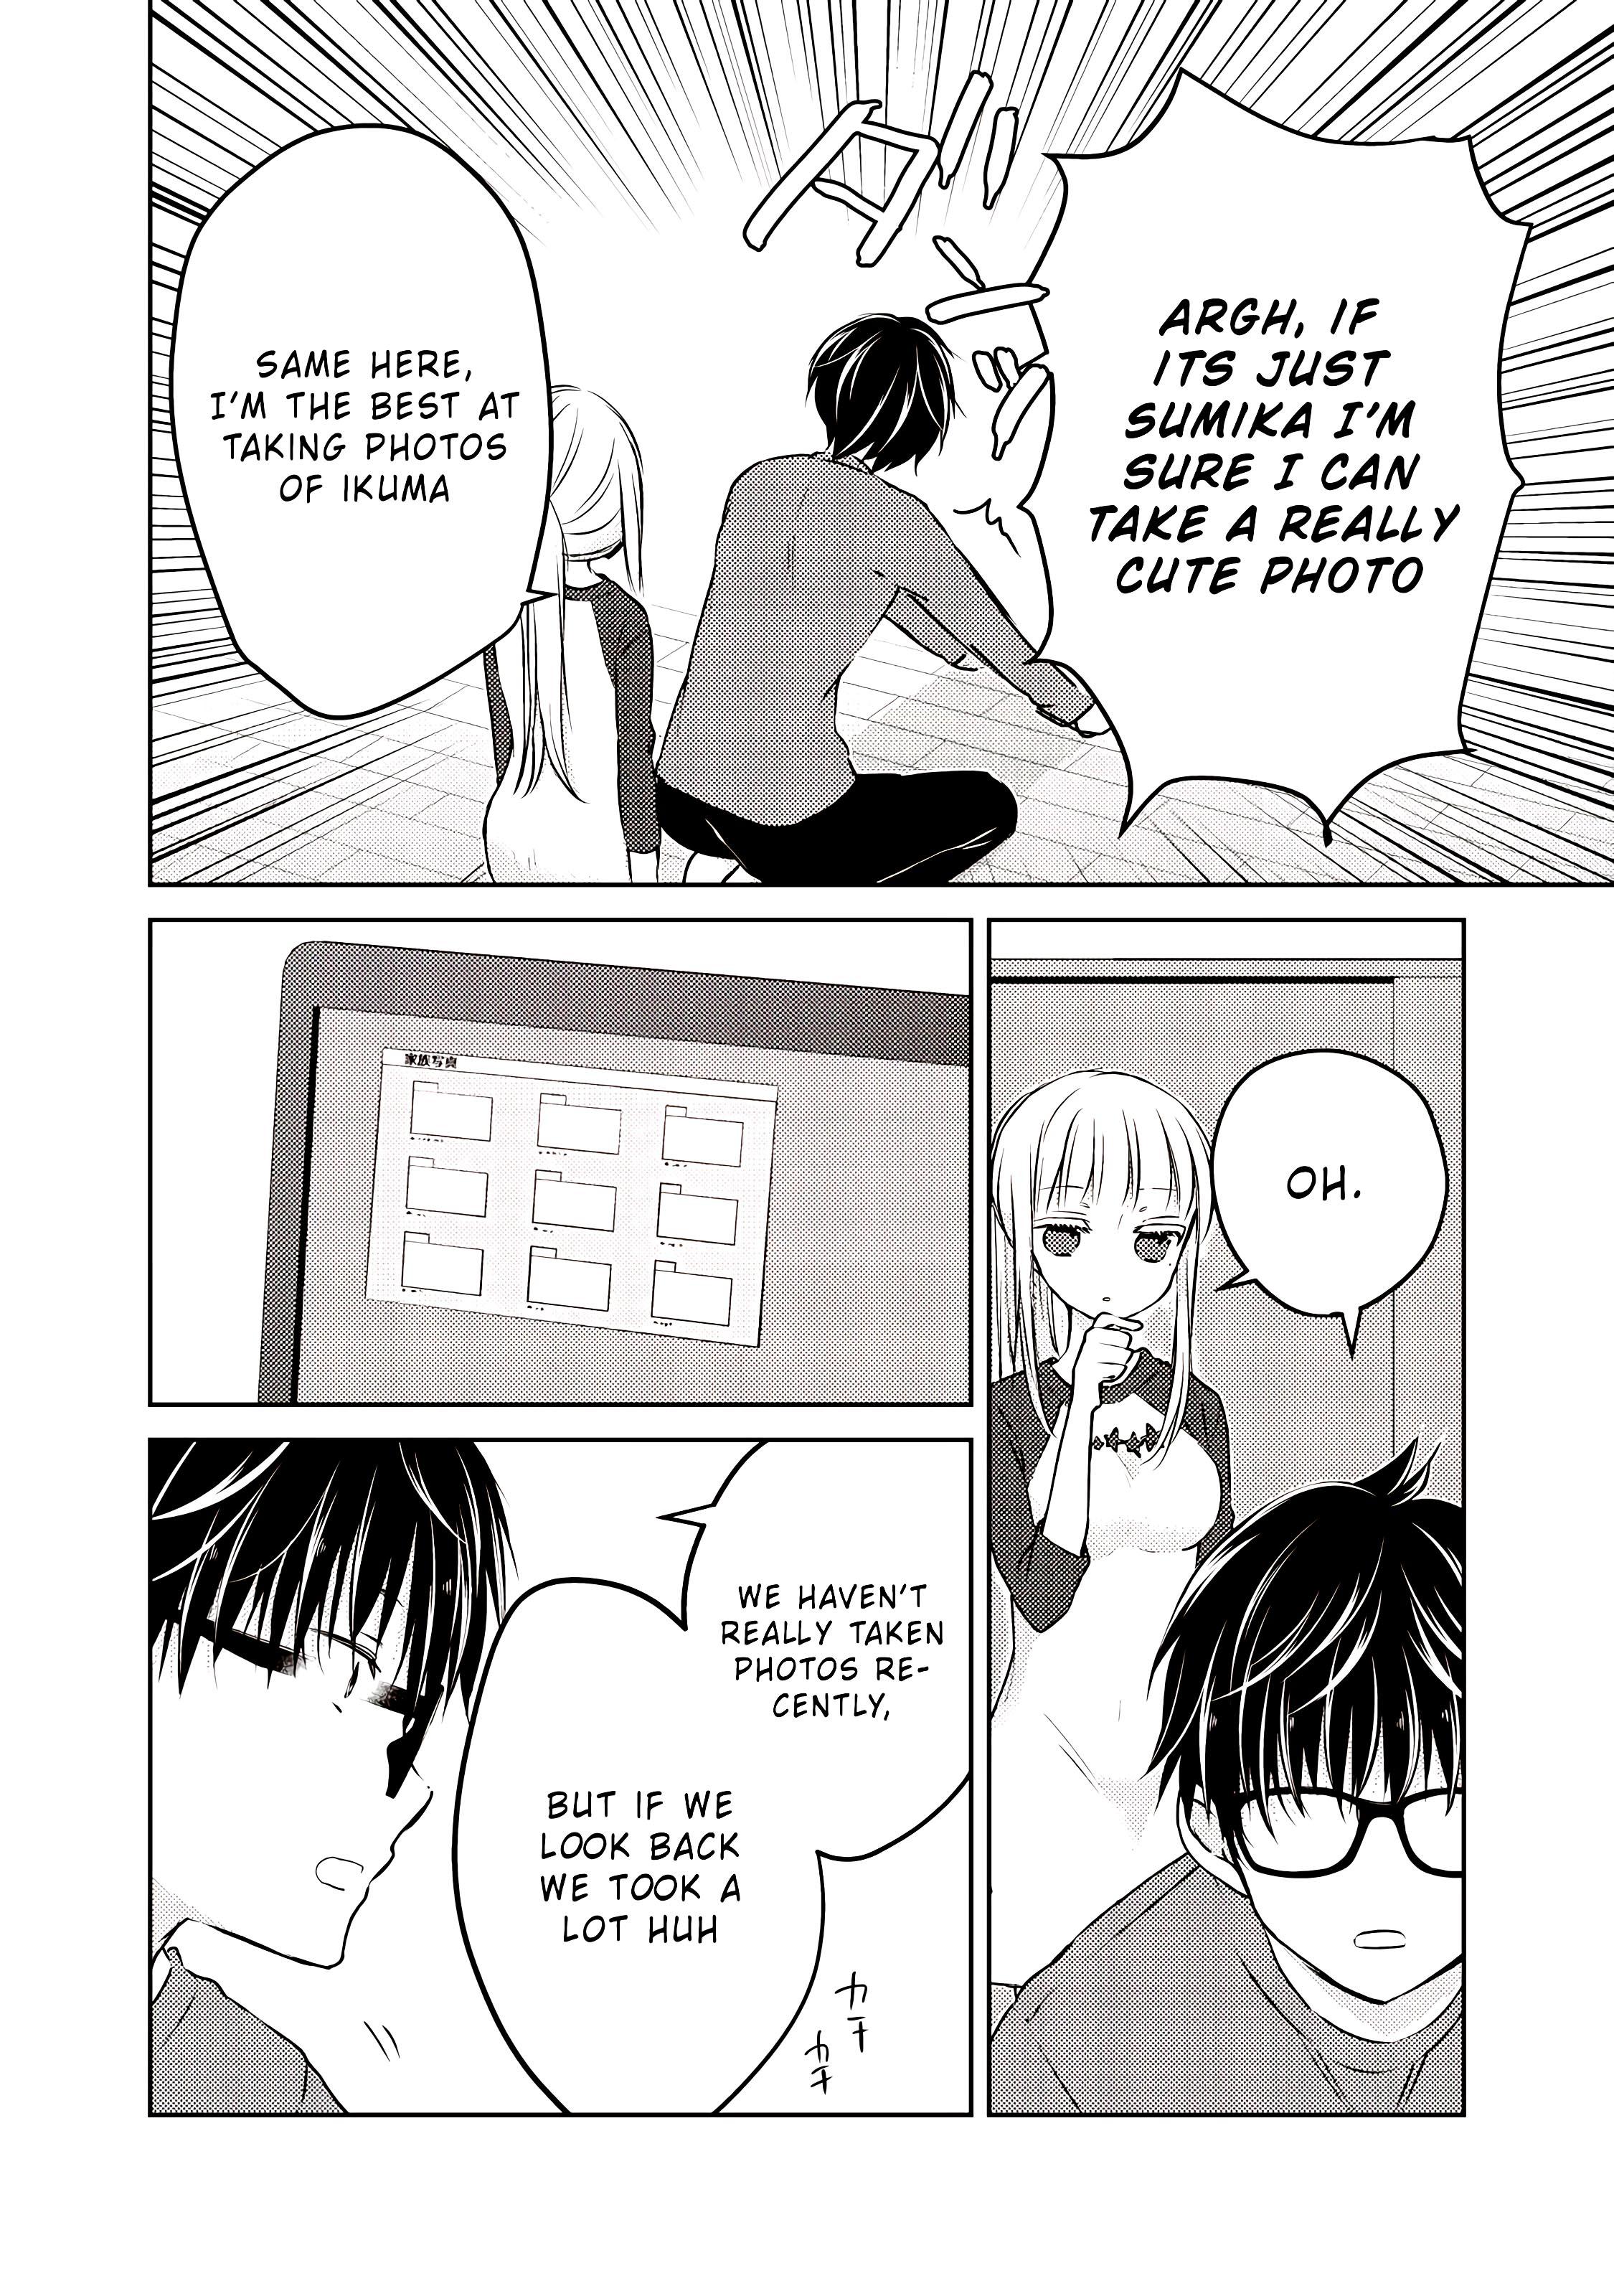 ARGH, IF
ITS JUST
SUMIKA I'M
SURE I CAN
TAKE A REALLY
CUTE PHOTO
SAME HERE,
I'M THE BEST AT
TAKING PHOTOS
OF IKUMA
OH.
家族写真
WE HAVEN'T
REALLY TAKEN
PHOTOS RE-
CENTLY,
BUT IF WE
LOOK BACK
WE TOOK A
LOT HUH
カチ
カチ